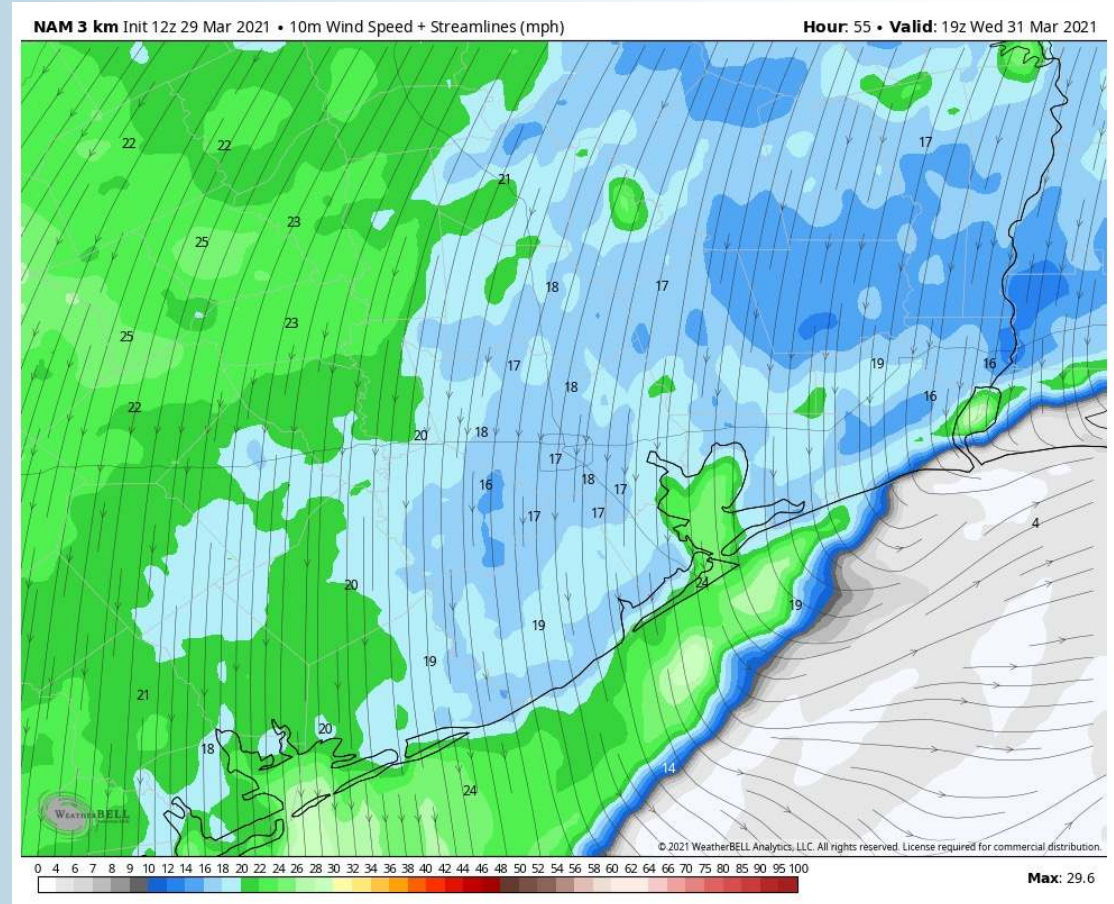 NAM 3 km Init 12z 29 Mar 2021 • 10m Wind Speed + Streamlines (mph) Hour: 55 • Valid: 19z Wed 31 Mar 2021
22 22 17
21
23
25
18 17
23
25
17 19 16
18 16
22
20 18
17
16 18 17
17 17
4
24
20 19
19
19
21
20
18
14
24
WEATHERBELL
© 2021 WeatherBELL Analytics, LLC. All rights reserved. License required for commercial distribution.
0 4 6 7 8 9 10 12 14 16 18 20 22 24 26 28 30 32 34 36 38 40 42 44 46 48 50 52 54 56 58 60 62 64 66 70 75 80 85 90 95 100
Max: 29.6